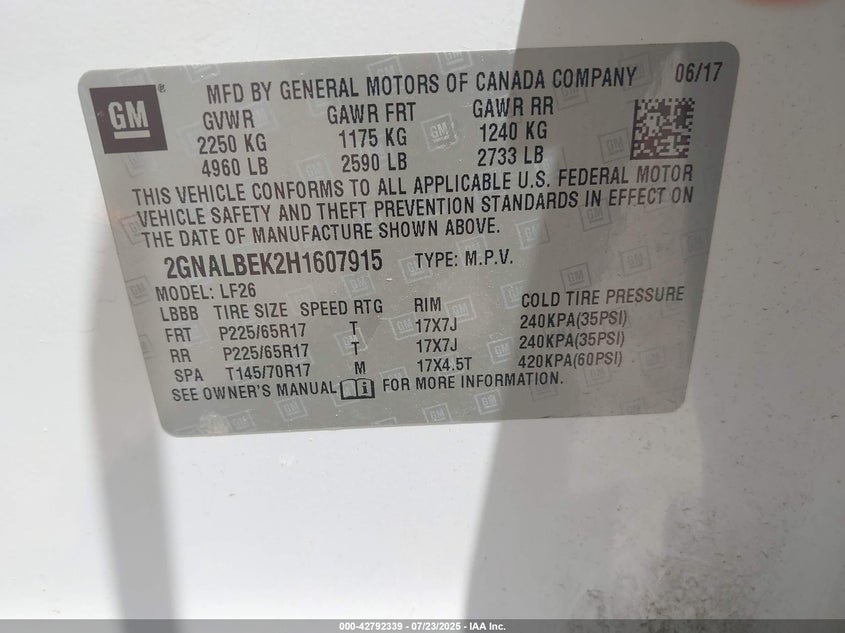 GM ® MFD BY GENERAL MOTORS OF CANADA COMPANY 06/17
GVWR GAWR FRT GAWR RR
2250 KG 1175 KG 1240 KG
4960 LB 2590 LB 2733 LB
THIS VEHICLE CONFORMS TO ALL APPLICABLE U.S. FEDERAL MOTOR
VEHICLE SAFETY AND THEFT PREVENTION STANDARDS IN EFFECT ON
THE DATE OF MANUFACTURE SHOWN ABOVE.
2GNALBEK2H1607915 TYPE: M.P.V.
MODEL: LF26
LBBB TIRE SIZE SPEED RTG RIM COLD TIRE PRESSURE
FRT P225/65R17 T 17X7J 240KPA(35PSI)
RR P225/65R17 T 17X7J 240KPA(35PSI)
SPA T145/70R17 M 17X4.5T 420KPA(60PSI)
SEE OWNER'S MANUAL FOR MORE INFORMATION.
000-42792339 - 07/23/2025 - IAA Inc.